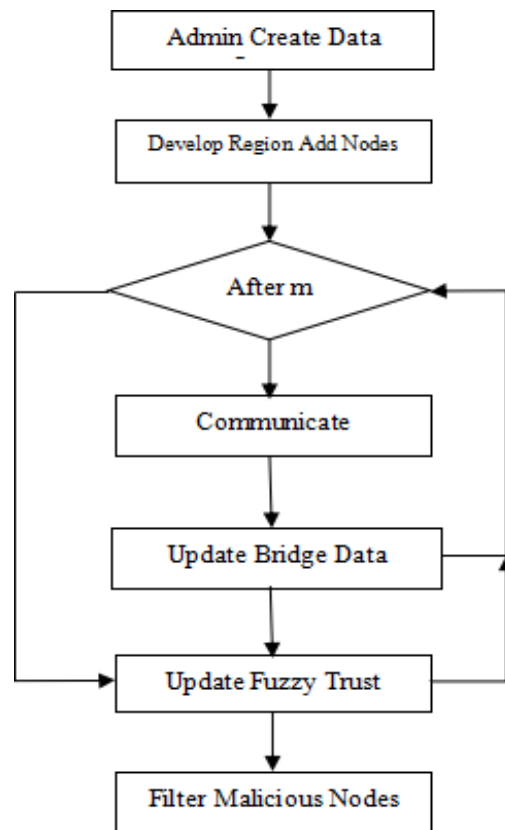 Admin Create Data
Develop Region Add Nodes
After m
Communicate
Update Bridge Data
Update Fuzzy Trust
Filter Malicious Nodes